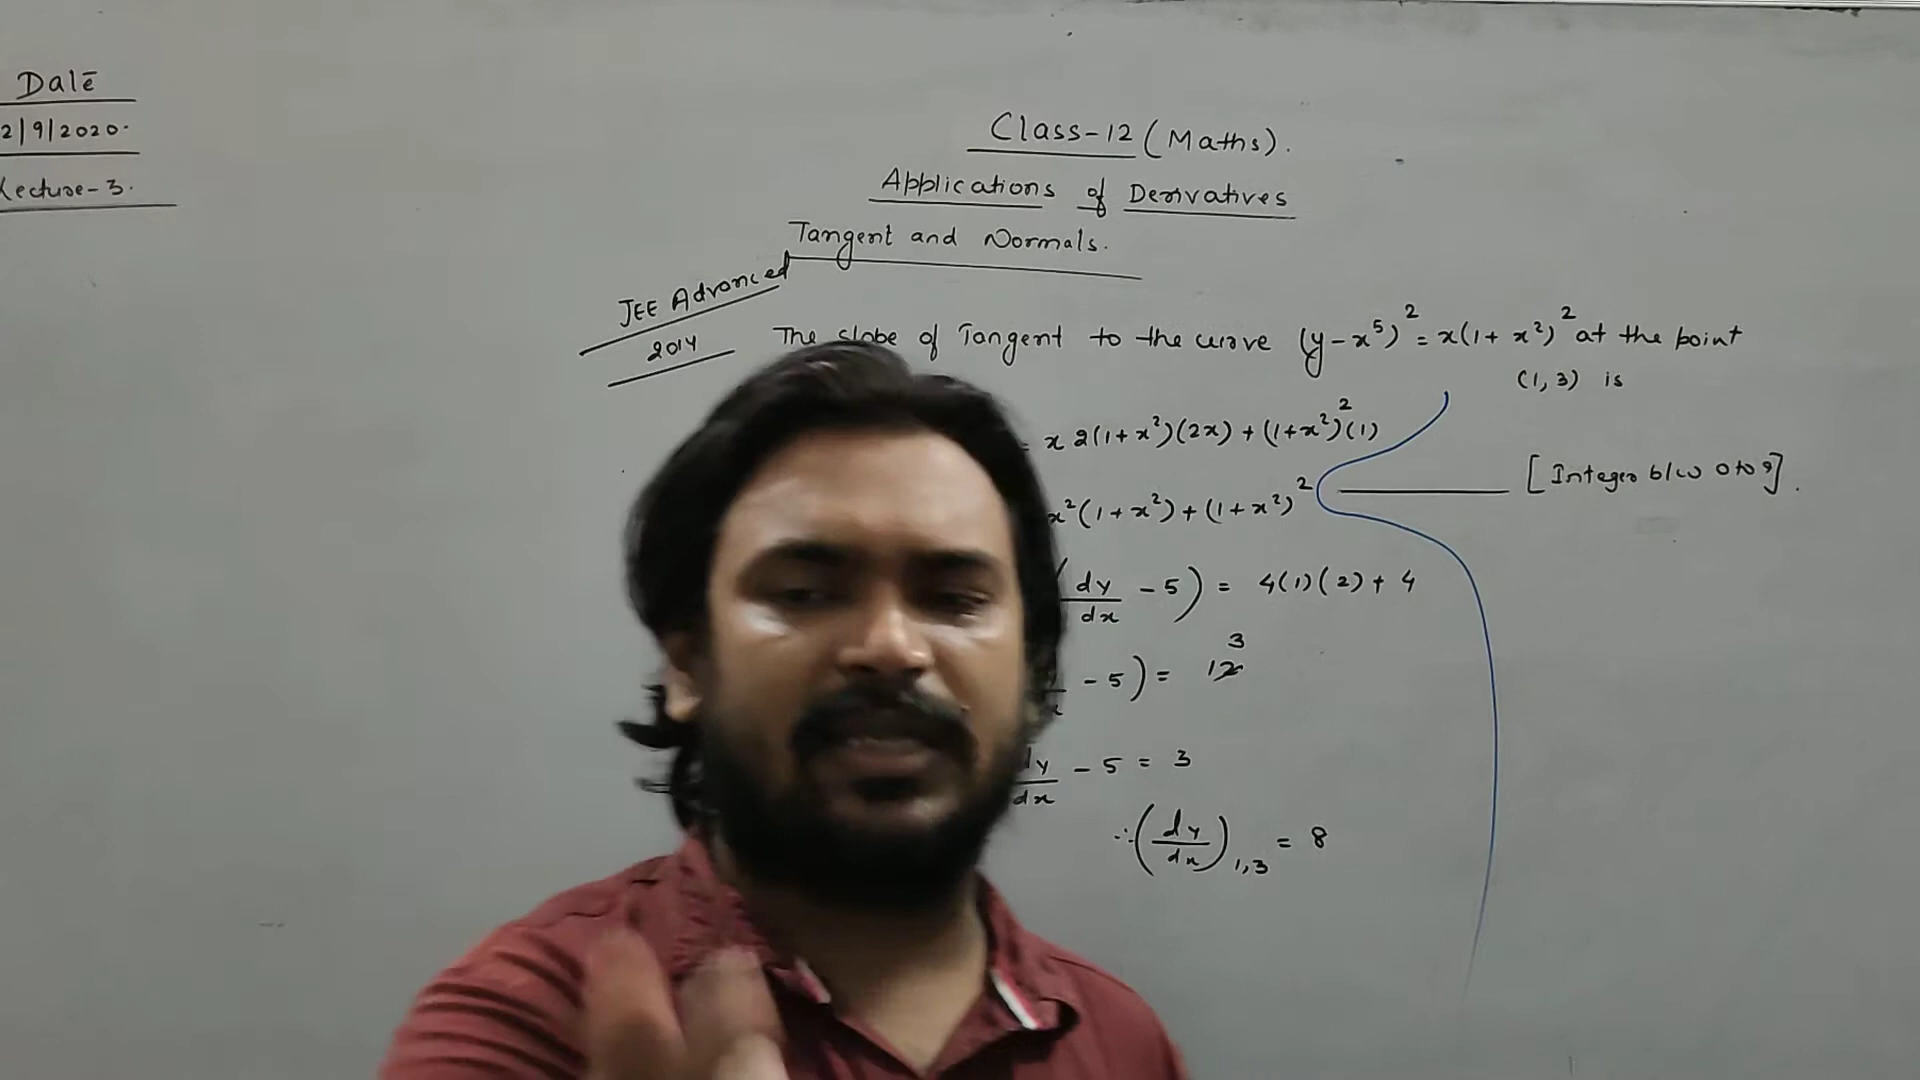 Date
2/9/2020.
Lecture-3.
Class-12 (Maths).
Applications of Derivatives
Tangent and Normals.
JEE Advanced
2014
The slope of Tangent to the curve (y-x⁵)² = x(1+x²)² at the point
(1,3) is
= x 2(1+x²)(2x) + (1+x²)²(1)
x²(1+x²) + (1+x²)²
[Integer b/w 0 to 9].
(dy/dx - 5) = 4(1)(2) + 4
- 5) = 12 3
dy/dx - 5 = 3
∴ (dy/dx)1,3 = 8